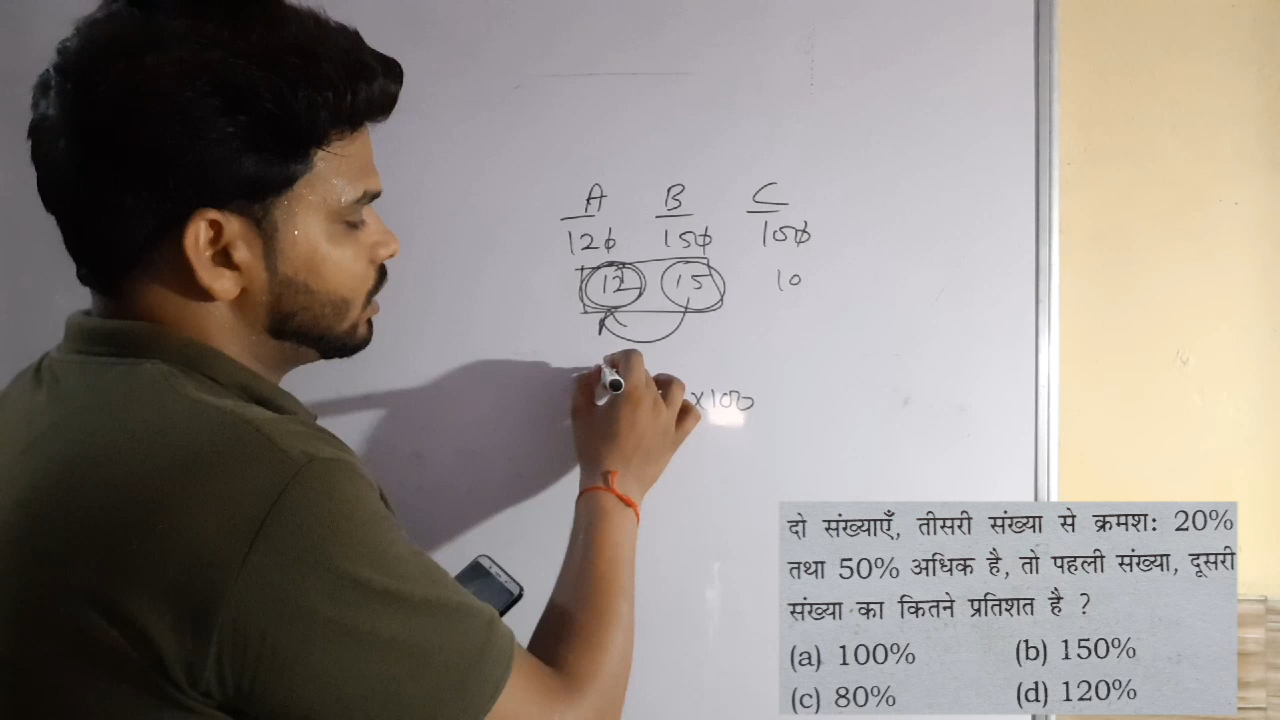 A B C
120 150 100
12 15 10
x100
दो संख्याएँ, तीसरी संख्या से क्रमश: 20%
तथा 50% अधिक है, तो पहली संख्या, दूसरी
संख्या का कितने प्रतिशत है ?
(a) 100% (b) 150%
(c) 80% (d) 120%